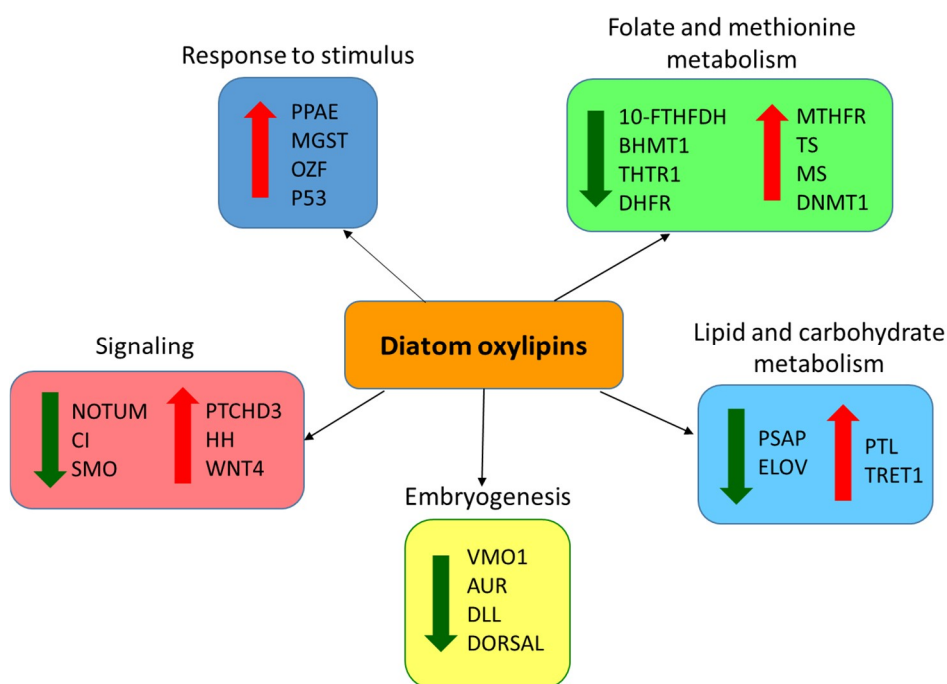 Response to stimulus
PPAE
MGST
OZF
P53
Folate and methionine
metabolism
10-FTHFDH
BHMT1
THTR1
DHFR
MTHFR
TS
MS
DNMT1
Diatom oxylipins
Signaling
NOTUM
CI
SMO
PTCHD3
HH
WNT4
Lipid and carbohydrate
metabolism
PSAP
ELOV
PTL
TRET1
Embryogenesis
VMO1
AUR
DLL
DORSAL